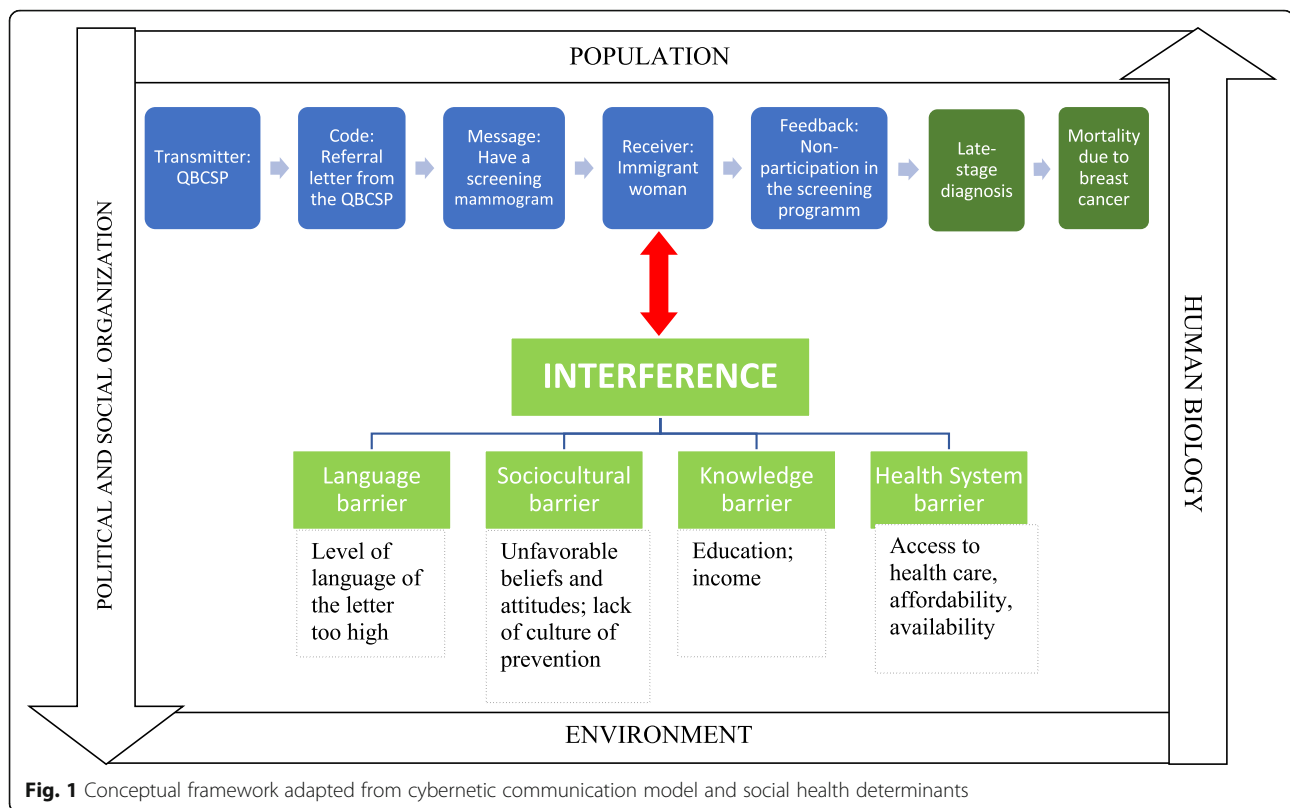 POPULATION
POLITICAL AND SOCIAL ORGANIZATION
HUMAN BIOLOGY
Transmitter:
QBCSP
Code:
Referral
letter from
the QBCSP
Message:
Have a
screening
mammogram
Receiver:
Immigrant
woman
Feedback:
Non-
participation in
the screening
programm
Late-
stage
diagnosis
Mortality
due to
breast
cancer
INTERFERENCE
Language
barrier
Level of
language of
the letter
too high
Sociocultural
barrier
Unfavorable
beliefs and
attitudes; lack
of culture of
prevention
Knowledge
barrier
Education;
income
Health System
barrier
Access to
health care,
affordability,
availability
ENVIRONMENT
Fig. 1 Conceptual framework adapted from cybernetic communication model and social health determinants